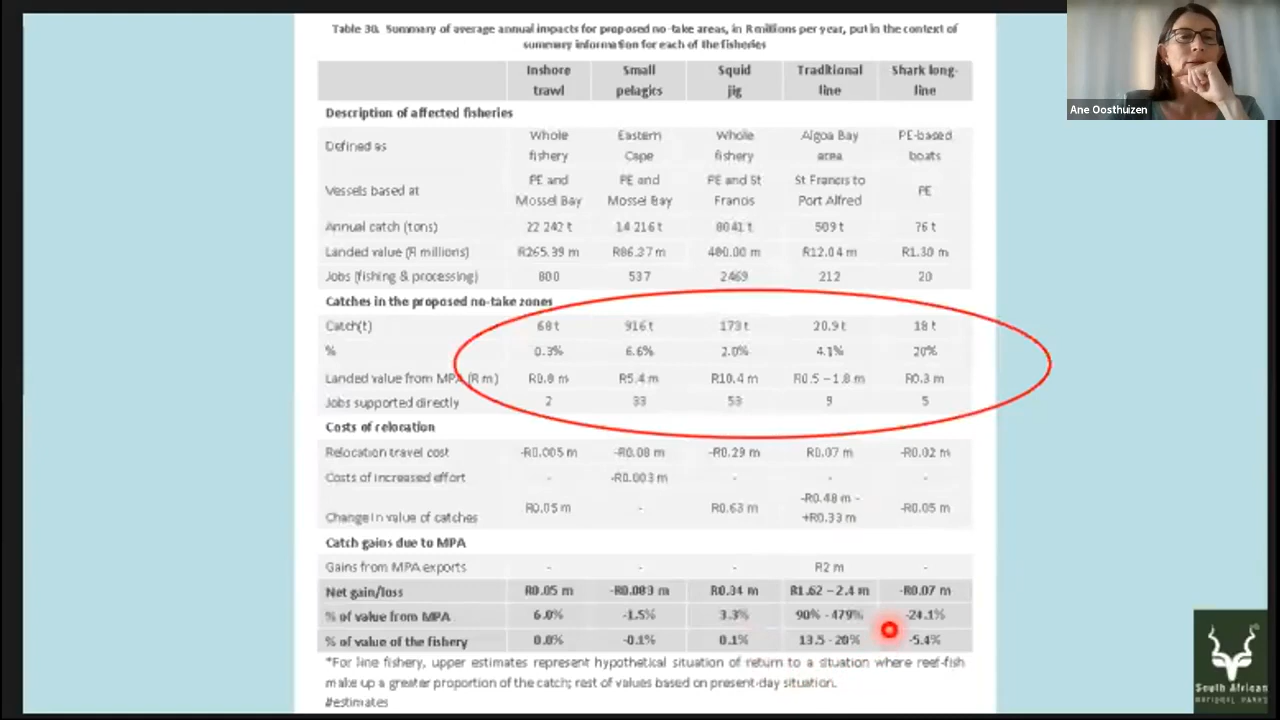 Table 30. Summary of average annual impacts for proposed no-take areas, in R millions per year, put in the context of
summary information for each of the fisheries
Inshore trawl Small pelagics Squid jig Traditional line Shark long-line
Description of affected fisheries
Defined as Whole fishery Eastern Cape Whole fishery Algoa Bay area PE-based boats
Vessels based at PE and Mossel Bay PE and Mossel Bay PE and St Francis St Francis to Port Alfred PE
Annual catch (tons) 22 242 t 14 216 t 8041 t 509 t 76 t
Landed value (R millions) R265.39 m R86.27 m 480.00 m R12.04 m R1.30 m
Jobs (fishing & processing) 800 537 2469 212 20
Catches in the proposed no-take zones
Catch(t) 68 t 916 t 173 t 20.9 t 18 t
% 0.3% 6.6% 2.0% 4.1% 20%
Landed value from MPA (R m) R0.8 m R5.4 m R10.4 m R0.5 – 1.8 m R0.3 m
Jobs supported directly 2 33 53 9 5
Costs of relocation
Relocation travel cost -R0.005 m -R0.08 m -R0.29 m R0.07 m -R0.02 m
Costs of increased effort - -R0.003 m - - -
Change in value of catches R0.05 m - R0.63 m -R0.48 m - +R0.33 m -R0.05 m
Catch gains due to MPA
Gains from MPA exports - - - R2 m -
Net gain/loss R0.05 m -R0.083 m R0.34 m R1.62 – 2.4 m -R0.07 m
% of value from MPA 6.0% -1.5% 3.3% 90% - 479% -24.1%
% of value of the fishery 0.0% -0.1% 0.1% 13.5 - 20% -5.4%
*For line fishery, upper estimates represent hypothetical situation of return to a situation where reef-fish
make up a greater proportion of the catch; rest of values based on present-day situation.
#estimates
Ane Oosthuizen
South African
NATIONAL PARKS